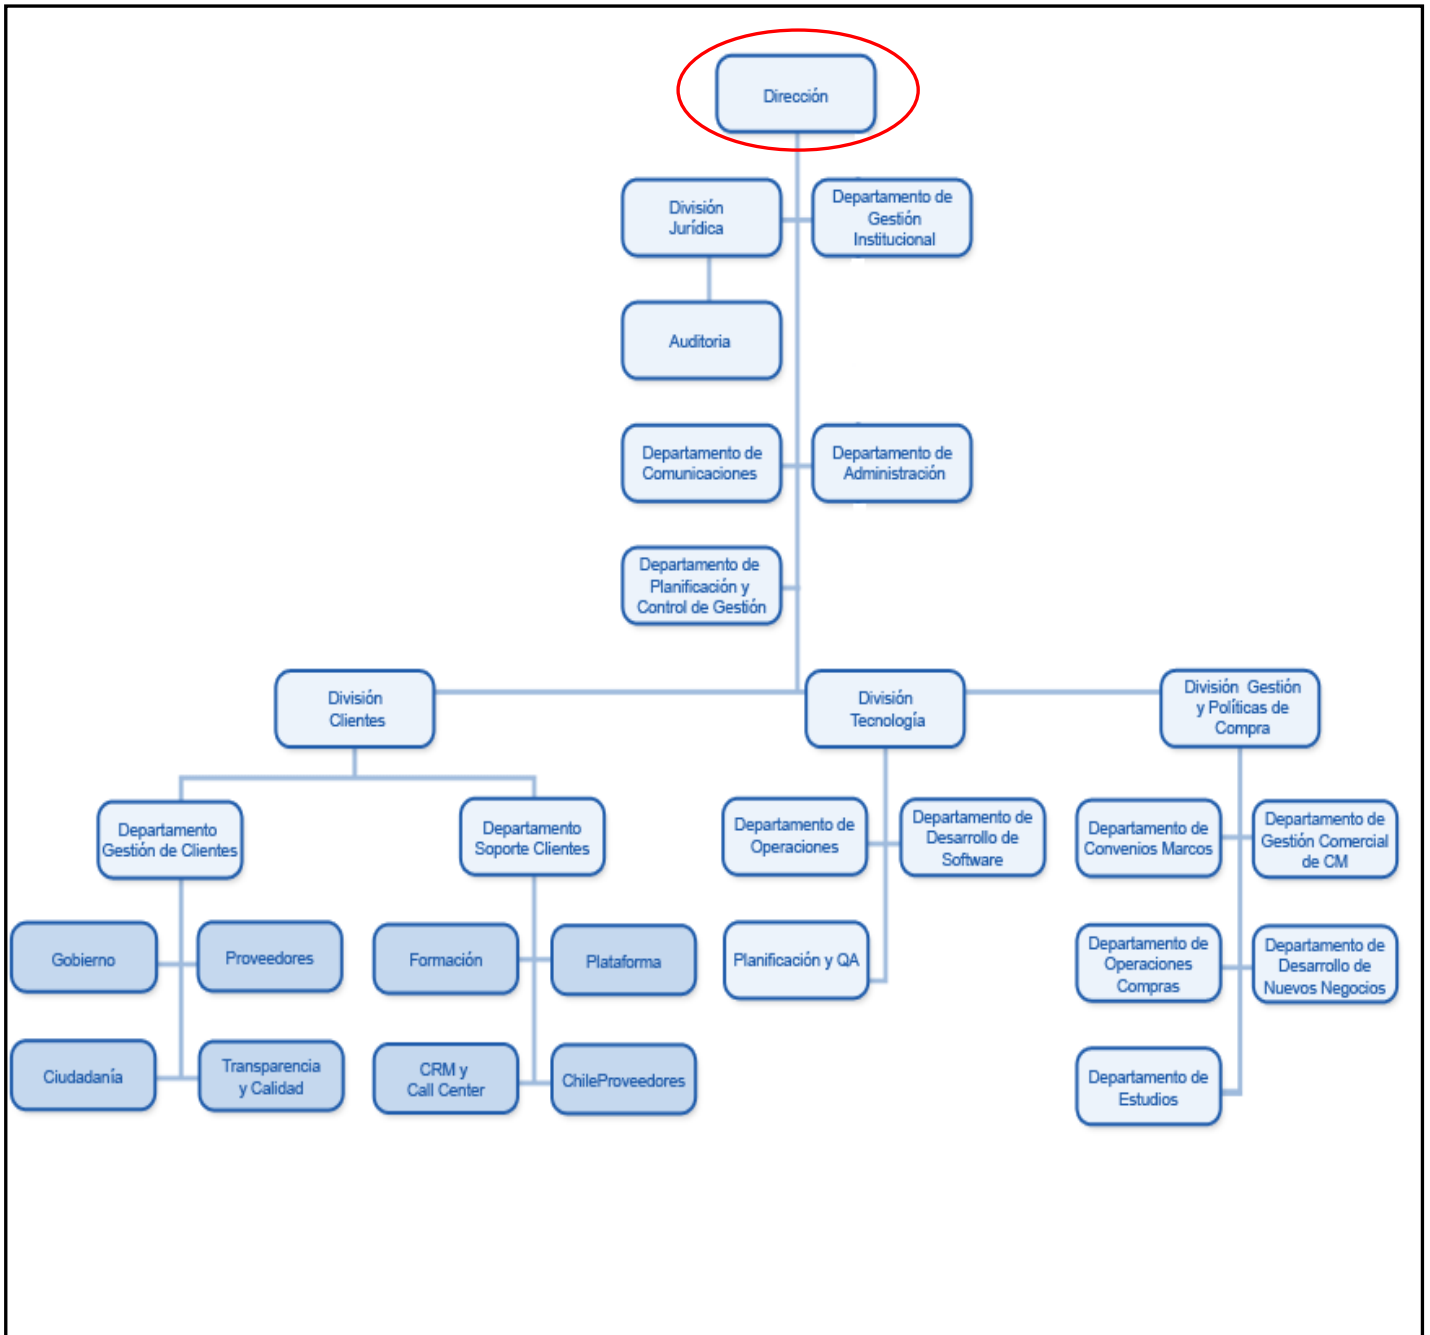 Dirección
División
Jurídica
Departamento de
Gestión
Institucional
Auditoria
Departamento de
Comunicaciones
Departamento de
Administración
Departamento de
Planificación y
Control de Gestión
División
Clientes
División
Tecnología
División Gestión
y Políticas de
Compra
Departamento
Gestión de Clientes
Departamento
Soporte Clientes
Departamento de
Operaciones
Departamento de
Desarrollo de
Software
Departamento de
Convenios Marcos
Departamento de
Gestión Comercial
de CM
Gobierno
Proveedores
Formación
Plataforma
Planificación y QA
Departamento de
Operaciones
Compras
Departamento de
Desarrollo de
Nuevos Negocios
Ciudadanía
Transparencia
y Calidad
CRM y
Call Center
ChileProveedores
Departamento de
Estudios